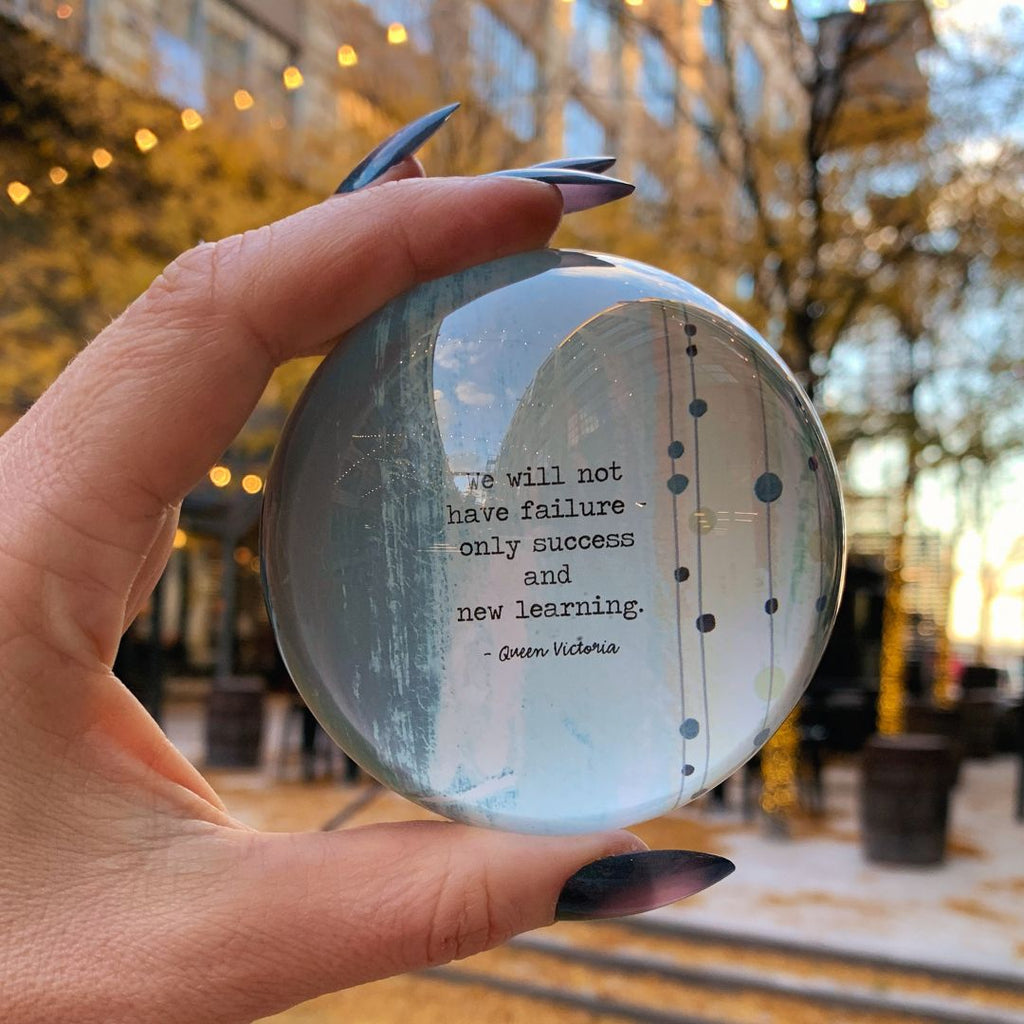 We will not
have failure -
only success
and
new learning.
- Queen Victoria